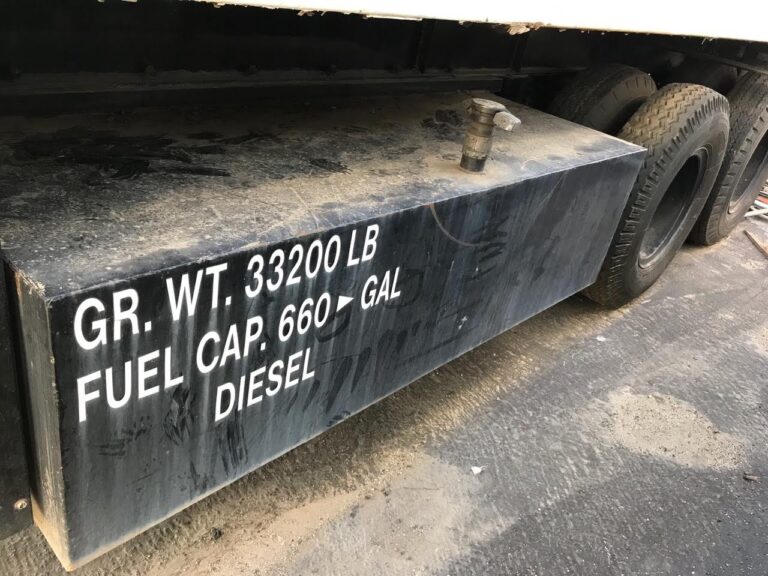 GR. WT. 33200 LB
FUEL CAP. 660 ► GAL
DIESEL